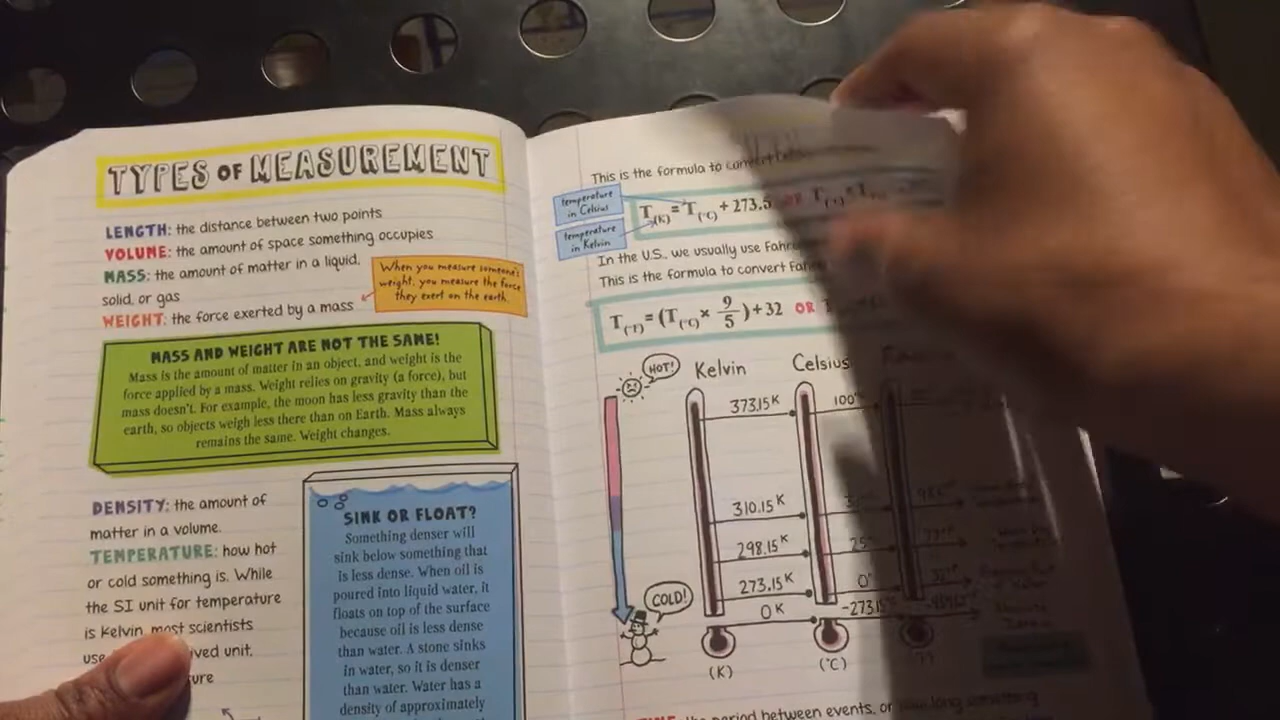 TYPES OF MEASUREMENT
LENGTH: the distance between two points
VOLUME: the amount of space something occupies
MASS: the amount of matter in a liquid,
solid, or gas
WEIGHT: the force exerted by a mass
When you measure someone's
weight, you measure the force
they exert on the earth.
MASS AND WEIGHT ARE NOT THE SAME!
Mass is the amount of matter in an object, and weight is the
force applied by a mass. Weight relies on gravity (a force), but
mass doesn't. For example, the moon has less gravity than the
earth, so objects weigh less there than on Earth. Mass always
remains the same. Weight changes.
DENSITY: the amount of
matter in a volume.
TEMPERATURE: how hot
or cold something is. While
the SI unit for temperature
is Kelvin, most scientists
use
unit.
SINK OR FLOAT?
Something denser will
sink below something that
is less dense. When oil is
poured into liquid water, it
floats on top of the surface
because oil is less dense
than water. A stone sinks
in water, so it is denser
than water. Water has a
density of approximately
This is the formula to convert
temperature
in Celsius
T(K) = T(°C) + 273.5 OR
temperature
in Kelvin
In the U.S., we usually use
This is the formula to convert
T(°F) = (T(°C) × 9/5) + 32 OR
HOT!
Kelvin Celsius
373.15 K 100°
310.15 K
298.15 K 25°
273.15 K 0°
0 K -273.15°
COLD!
(K) (°C)
the period between events, or how long something